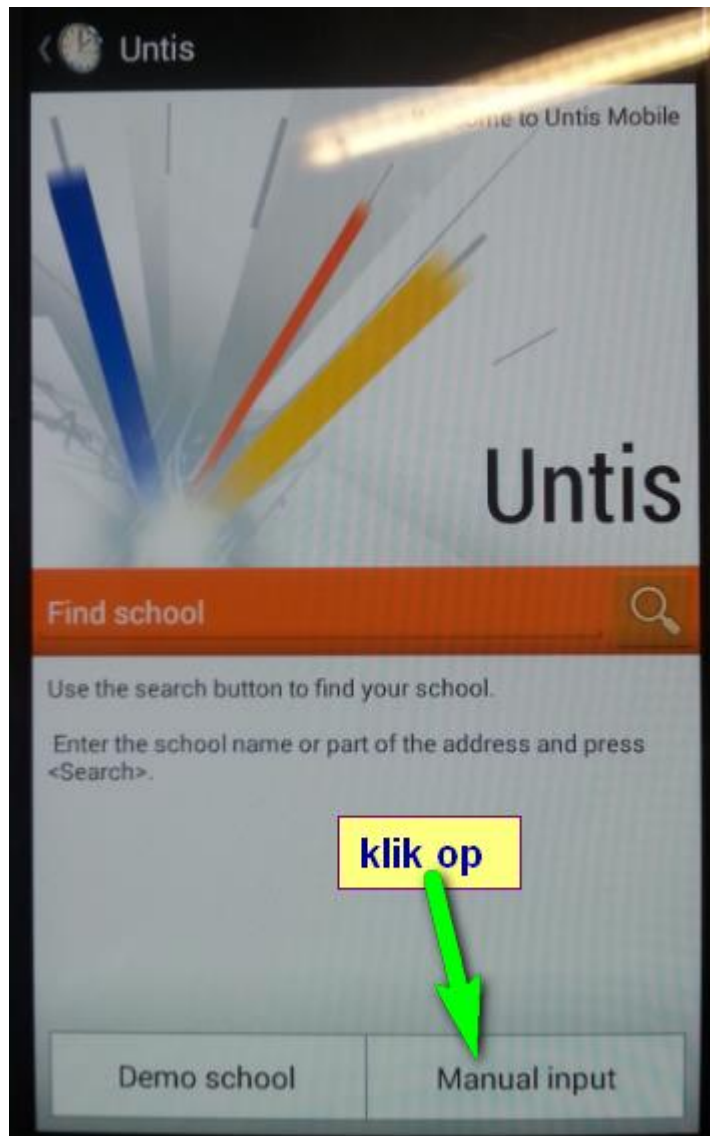 Untis
to Untis Mobile
Untis
Find school
Use the search button to find your school.
Enter the school name or part of the address and press
<Search>.
klik op
Demo school
Manual input